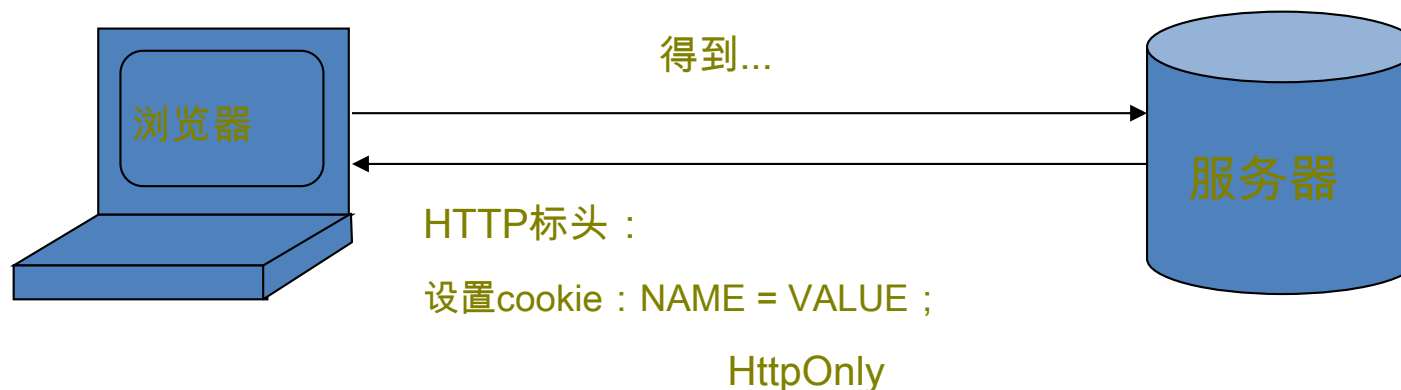 得到...
浏览器
服务器
HTTP标头：
设置cookie：NAME = VALUE；
HttpOnly